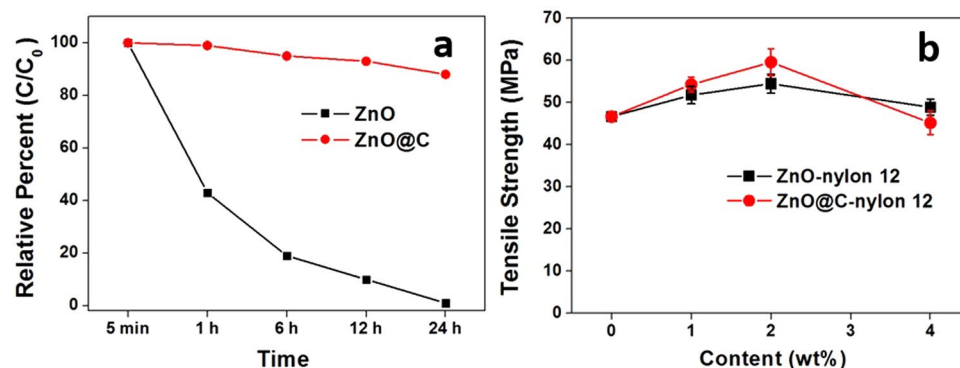 a
Relative Percent (C/C₀)
100
80
60
40
20
0
ZnO
ZnO@C
5 min 1 h 6 h 12 h 24 h
Time
b
Tensile Strength (MPa)
70
60
50
40
30
20
10
0
ZnO-nylon 12
ZnO@C-nylon 12
0 1 2 3 4
Content (wt%)